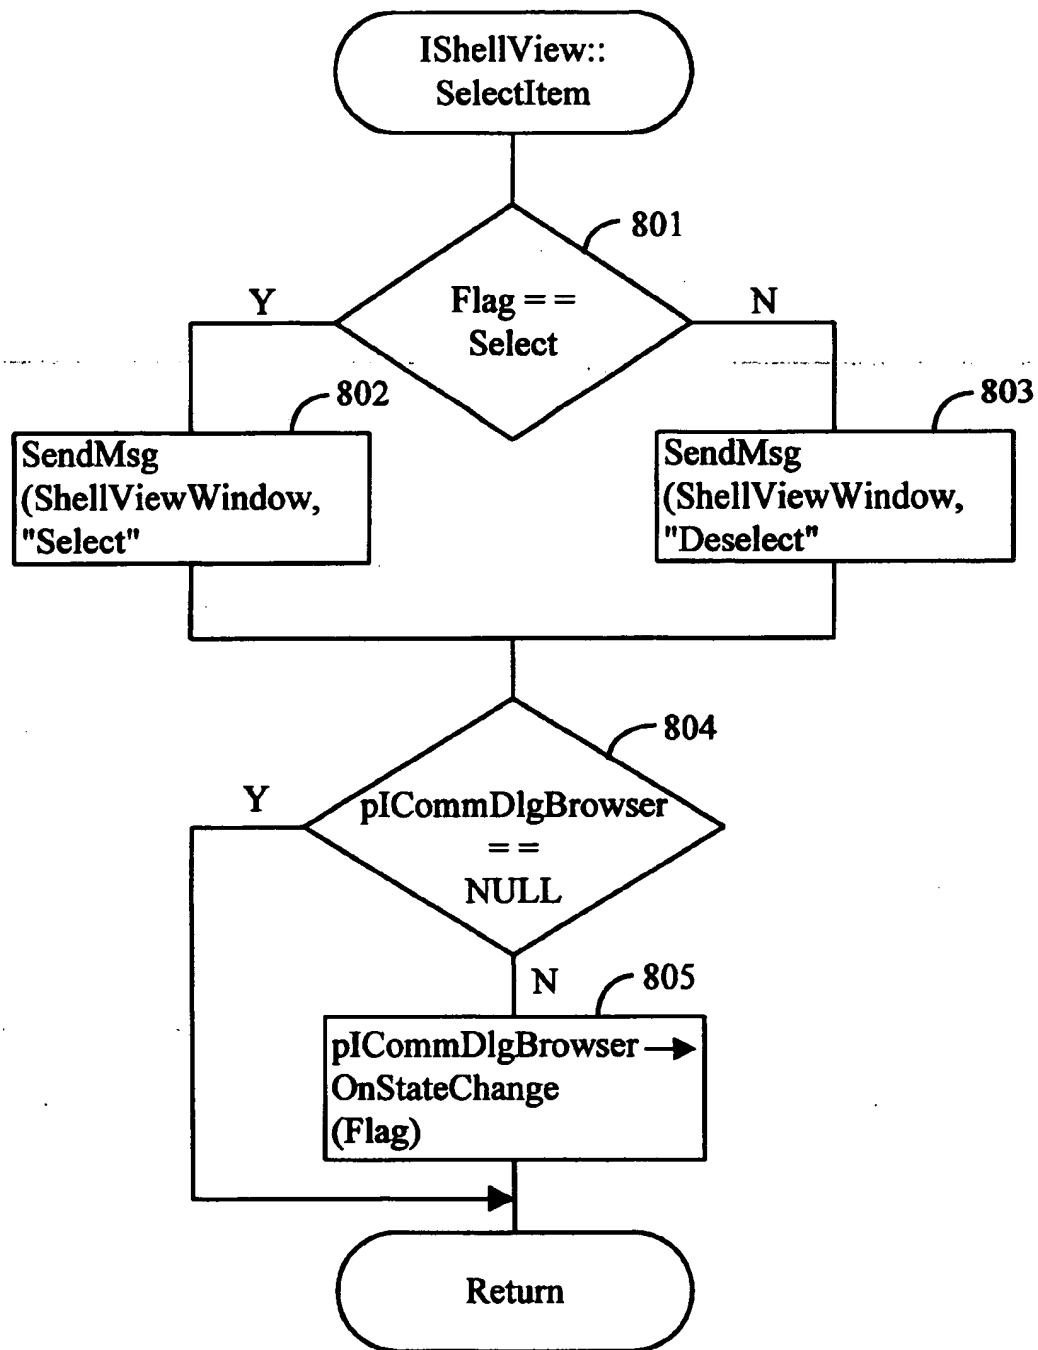 IShellView::
SelectItem
801
Flag = =
Select
Y
N
802
SendMsg
(ShellViewWindow,
"Select"
803
SendMsg
(ShellViewWindow,
"Deselect"
804
Y
pICommDlgBrowser
= =
NULL
N
805
pICommDlgBrowser→
OnStateChange
(Flag)
Return